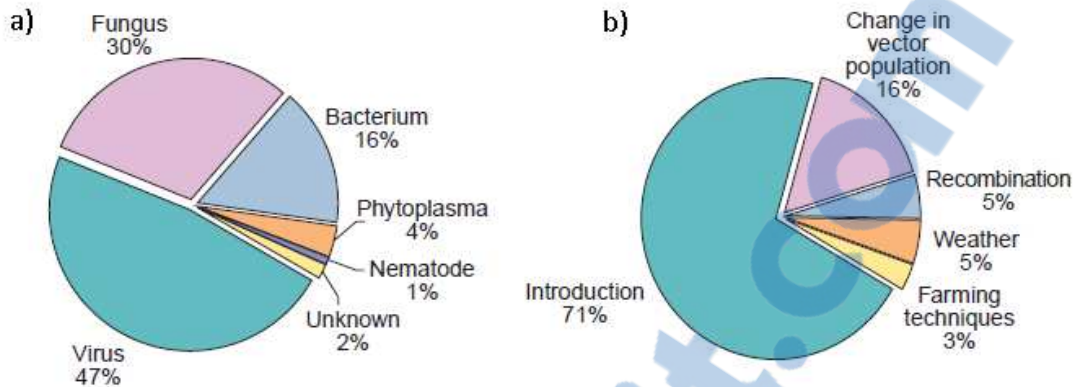 a)
Fungus
30%
Bacterium
16%
Phytoplasma
4%
Nematode
1%
Unknown
2%
Virus
47%
b)
Change in
vector
population
16%
Recombination
5%
Weather
5%
Farming
techniques
3%
Introduction
71%